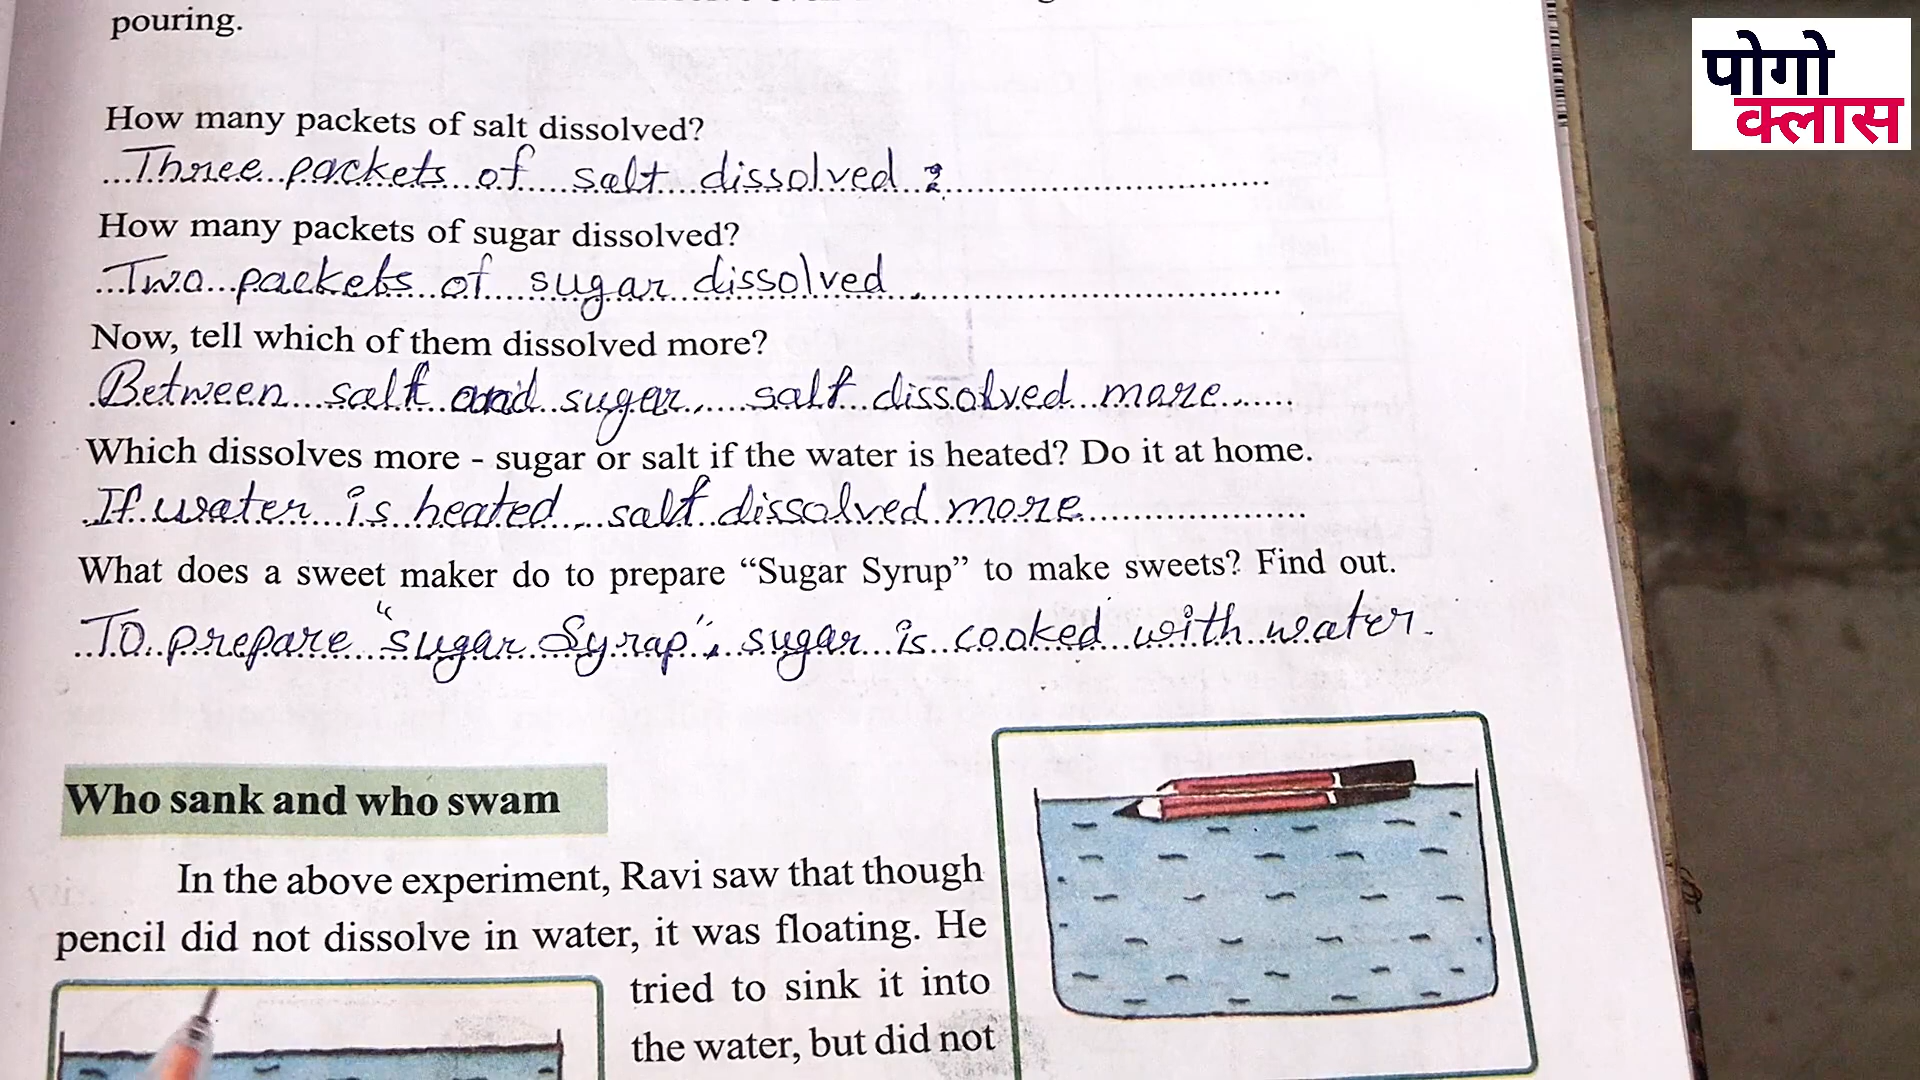 pouring.
पोगो
क्लास
How many packets of salt dissolved?
Three packets of salt dissolved
How many packets of sugar dissolved?
Two packets of sugar dissolved.
Now, tell which of them dissolved more?
Between salt and sugar, salt dissolved more.
Which dissolves more - sugar or salt if the water is heated? Do it at home.
If water is heated, salt dissolved more
What does a sweet maker do to prepare “Sugar Syrup” to make sweets? Find out.
To prepare "sugar Syrap", sugar is cooked with water.
Who sank and who swam
In the above experiment, Ravi saw that though
pencil did not dissolve in water, it was floating. He
tried to sink it into
the water, but did not